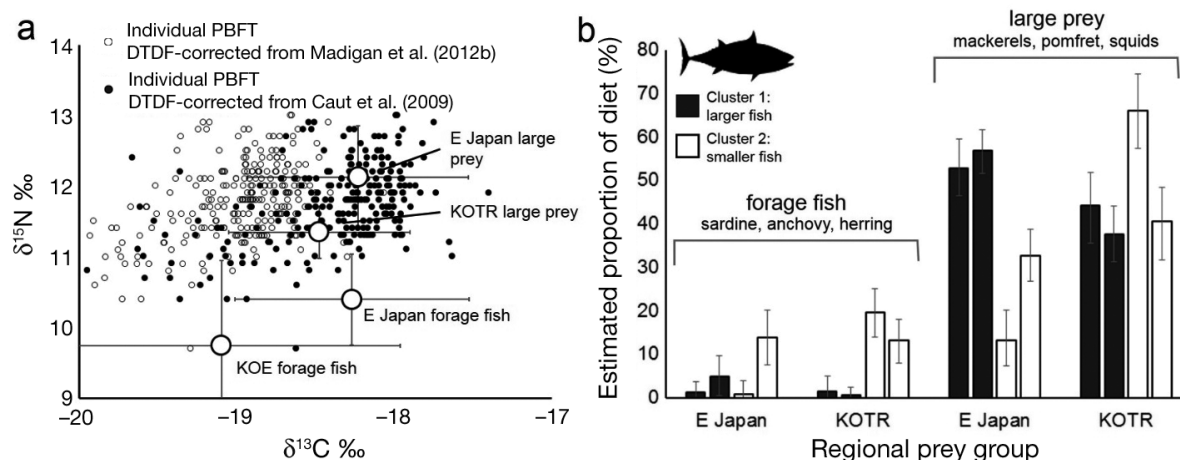 a
Individual PBFT
DTDF-corrected from Madigan et al. (2012b)
Individual PBFT
DTDF-corrected from Caut et al. (2009)
14
13
12
11
10
9
δ15N ‰
E Japan large
prey
KOTR large prey
E Japan forage fish
KOE forage fish
–20
–19
–18
–17
δ13C ‰
b
Estimated proportion of diet (%)
80
70
60
50
40
30
20
10
0
large prey
mackerels, pomfret, squids
Cluster 1:
larger fish
Cluster 2:
smaller fish
forage fish
sardine, anchovy, herring
E Japan
KOTR
E Japan
KOTR
Regional prey group